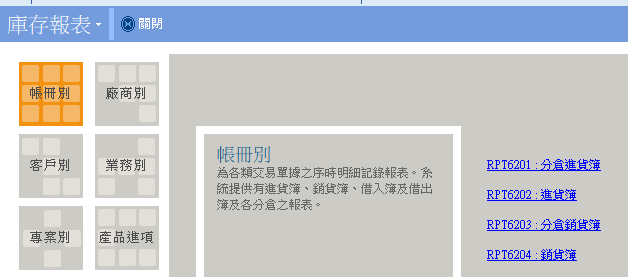 庫存報表
關閉
帳冊別
廠商別
客戶別
業務別
專案別
產品進項
帳冊別
為各類交易單據之序時明細記錄報表。系
統提供有進貨簿、銷貨簿、借入簿及借出
簿及各分倉之報表。
RPT6201 : 分倉進貨簿
RPT6202 : 進貨簿
RPT6203 : 分倉銷貨簿
RPT6204 : 銷貨簿